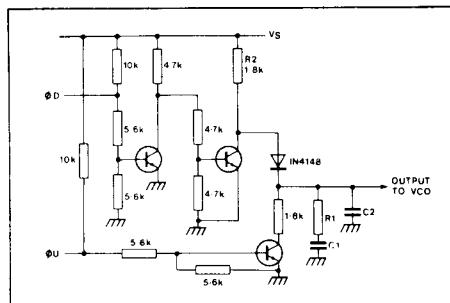 VS
10k
4.7k
R2
1.8k
ØD
5.6k
4.7k
10k
IN4148
OUTPUT
TO VCO
5.6k
4.7k
1.8k
R1
C2
C1
ØU
5.6k
5.6k